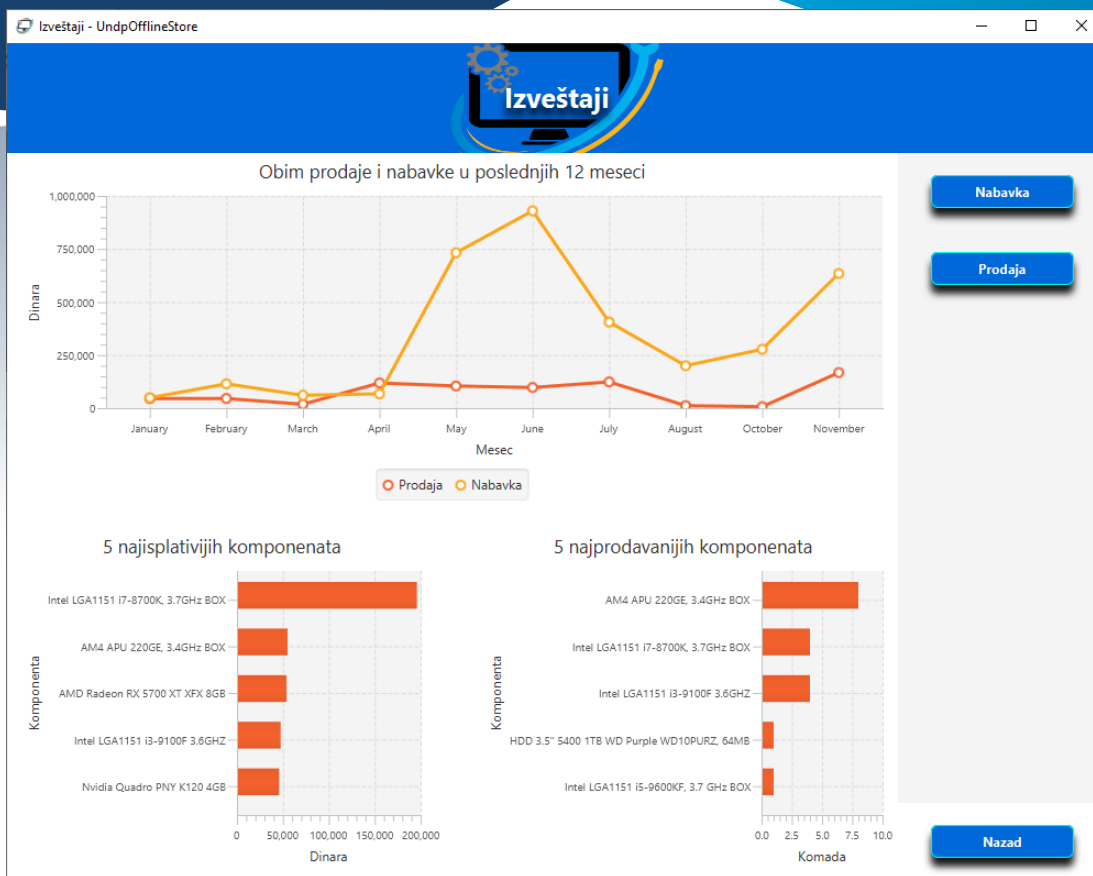 Izveštaji - UndpOfflineStore
Izveštaji
Obim prodaje i nabavke u poslednjih 12 meseci
Nabavka
Prodaja
1,000,000
750,000
500,000
250,000
0
Dinara
January February March April May June July August October November
Mesec
Prodaja Nabavka
5 najisplativijih komponenata
Komponenta
Intel LGA1151 i7-8700K, 3.7GHz BOX
AM4 APU 220GE, 3.4GHz BOX
AMD Radeon RX 5700 XT XFX 8GB
Intel LGA1151 i3-9100F 3.6GHZ
Nvidia Quadro PNY K120 4GB
0 50,000 100,000 150,000 200,000
Dinara
5 najprodavanijih komponenata
Komponenta
AM4 APU 220GE, 3.4GHz BOX
Intel LGA1151 i7-8700K, 3.7GHz BOX
Intel LGA1151 i3-9100F 3.6GHZ
HDD 3.5" 5400 1TB WD Purple WD10PURZ, 64MB
Intel LGA1151 i5-9600KF, 3.7 GHz BOX
0.0 2.5 5.0 7.5 10.0
Komada
Nazad